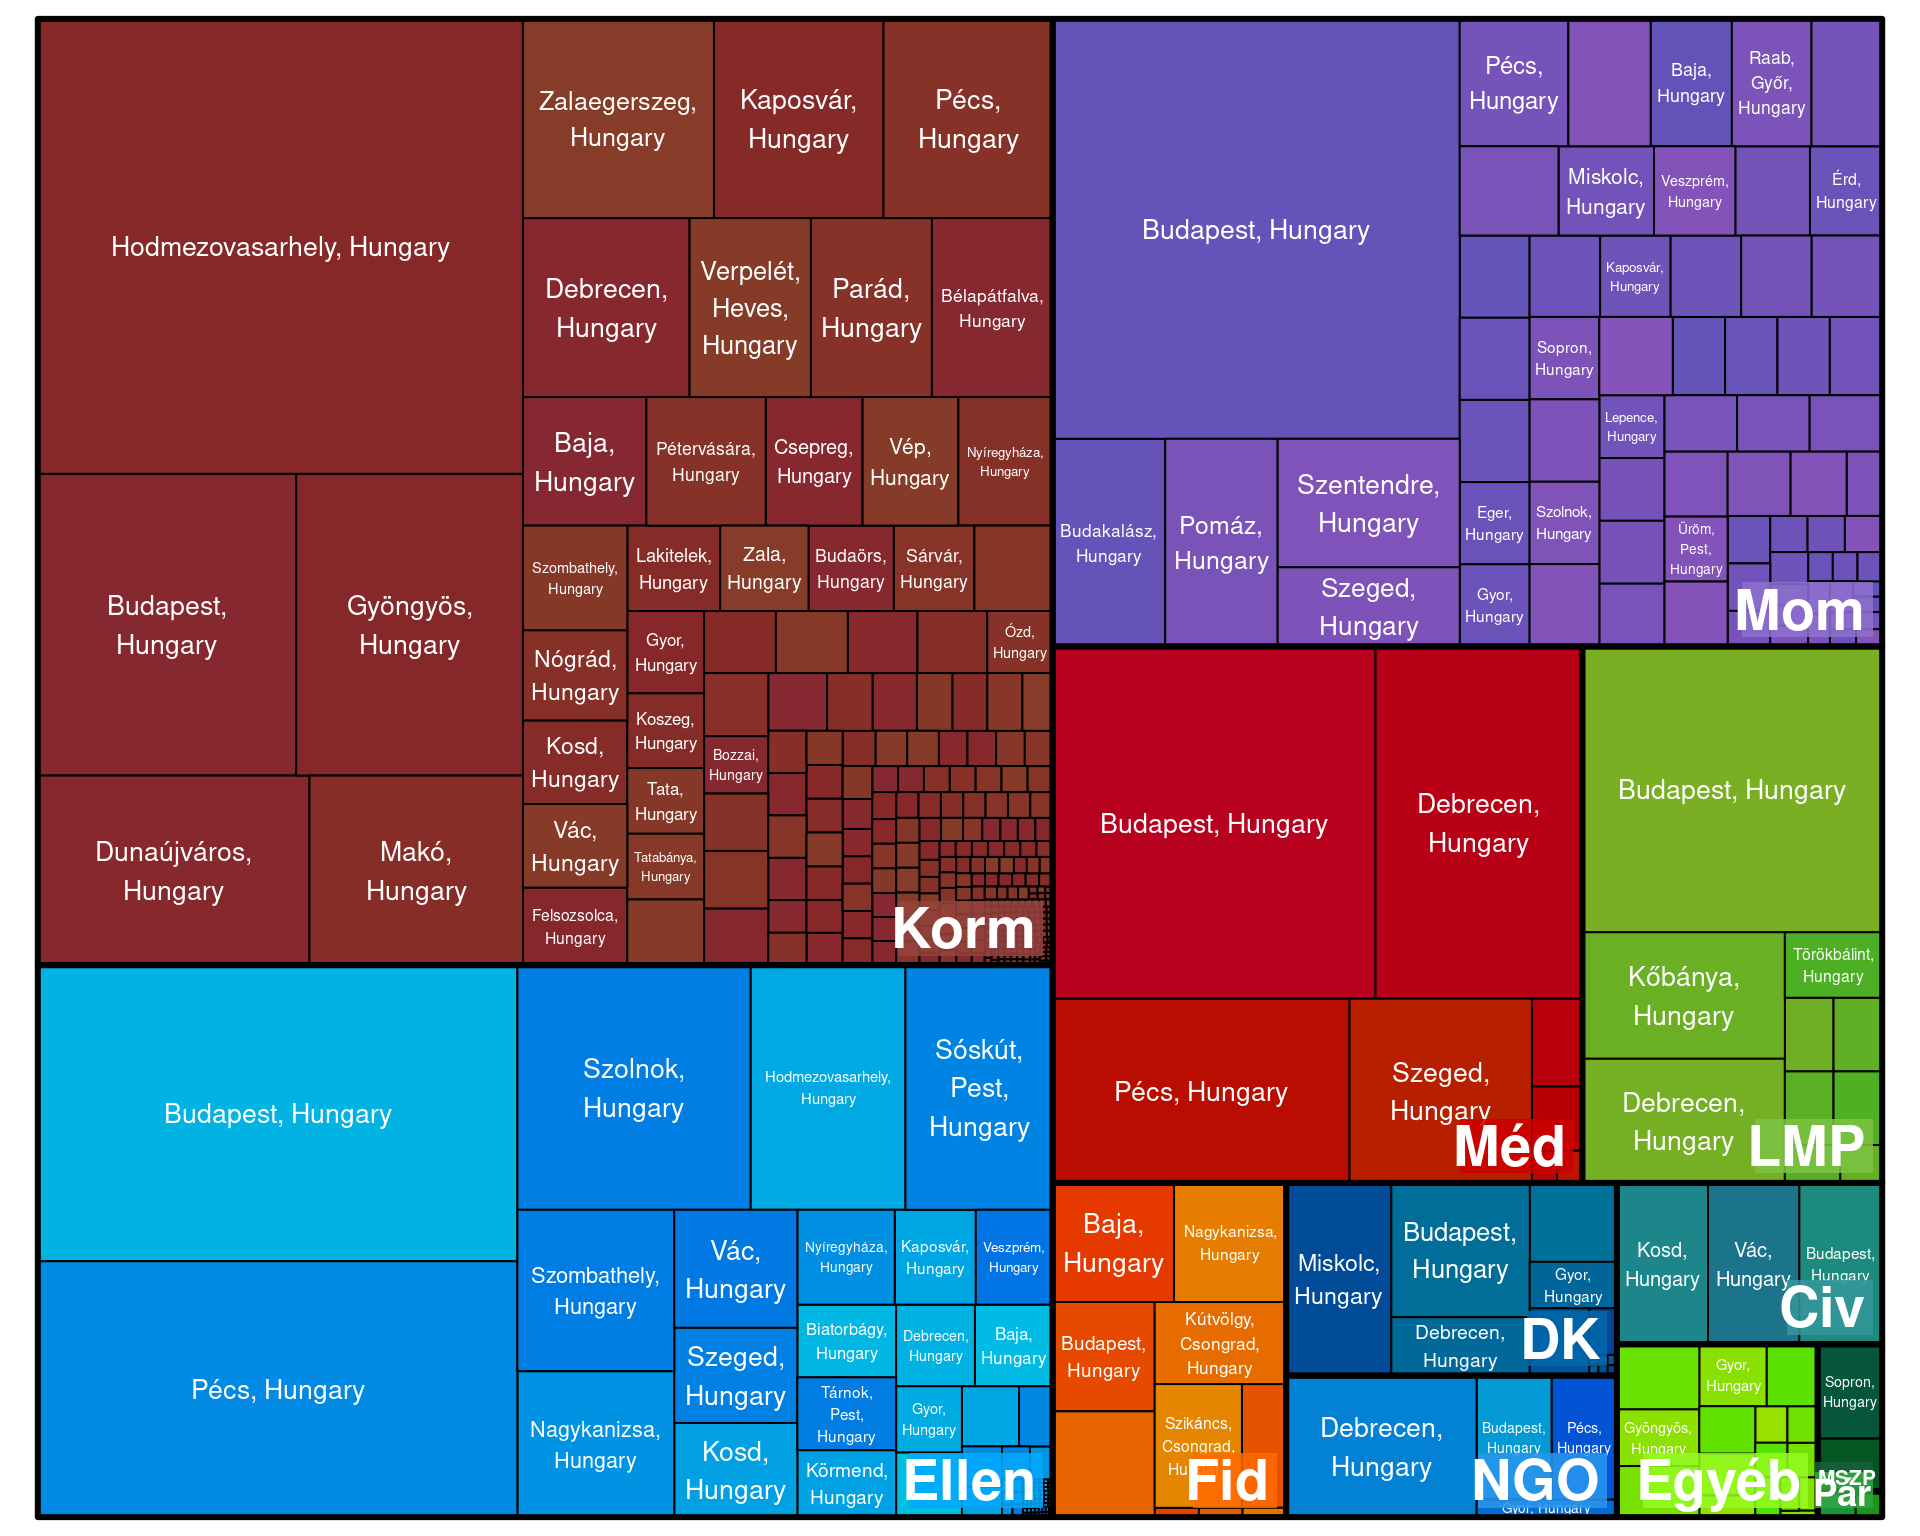 Hodmezovasarhely, Hungary
Budapest,
Hungary
Gyöngyös,
Hungary
Dunaújváros,
Hungary
Makó,
Hungary
Zalaegerszeg,
Hungary
Kaposvár,
Hungary
Pécs,
Hungary
Debrecen,
Hungary
Verpelét,
Heves,
Hungary
Parád,
Hungary
Bélapátfalva,
Hungary
Baja,
Hungary
Pétervására,
Hungary
Csepreg,
Hungary
Vép,
Hungary
Nyíregyháza,
Hungary
Szombathely,
Hungary
Lakitelek,
Hungary
Zala,
Hungary
Budaörs,
Hungary
Sárvár,
Hungary
Nógrád,
Hungary
Gyor,
Hungary
Ózd,
Hungary
Kosd,
Hungary
Koszeg,
Hungary
Bozzai,
Hungary
Vác,
Hungary
Tata,
Hungary
Tatabánya,
Hungary
Felsozsolca,
Hungary
Korm
Budapest, Hungary
Budakalász,
Hungary
Pomáz,
Hungary
Szentendre,
Hungary
Szeged,
Hungary
Pécs,
Hungary
Baja,
Hungary
Raab,
Győr,
Hungary
Miskolc,
Hungary
Veszprém,
Hungary
Érd,
Hungary
Kaposvár,
Hungary
Sopron,
Hungary
Lepence,
Hungary
Eger,
Hungary
Szolnok,
Hungary
Üröm,
Pest,
Hungary
Gyor,
Hungary
Mom
Budapest, Hungary
Debrecen,
Hungary
Pécs, Hungary
Szeged,
Hungary
Méd
Budapest, Hungary
Kőbánya,
Hungary
Törökbálint,
Hungary
Debrecen,
Hungary
LMP
Budapest, Hungary
Pécs, Hungary
Szolnok,
Hungary
Hodmezovasarhely,
Hungary
Sóskút,
Pest,
Hungary
Szombathely,
Hungary
Vác,
Hungary
Nyíregyháza,
Hungary
Kaposvár,
Hungary
Veszprém,
Hungary
Szeged,
Hungary
Biatorbágy,
Hungary
Debrecen,
Hungary
Baja,
Hungary
Nagykanizsa,
Hungary
Kosd,
Hungary
Tárnok,
Pest,
Hungary
Gyor,
Hungary
Körmend,
Hungary
Ellen
Baja,
Hungary
Nagykanizsa,
Hungary
Budapest,
Hungary
Kútvölgy,
Csongrad,
Hungary
Szikáncs,
Csongrad,
Fid
Miskolc,
Hungary
Budapest,
Hungary
Gyor,
Hungary
Debrecen,
Hungary
DK
Debrecen,
Hungary
Budapest,
Hungary
Pécs,
Hungary
Gyor, Hungary
NGO
Kosd,
Hungary
Vác,
Hungary
Budapest,
Hungary
Civ
Gyor,
Hungary
Gyöngyös,
Hungary
Egyéb
Sopron,
Hungary
MSZP
Par